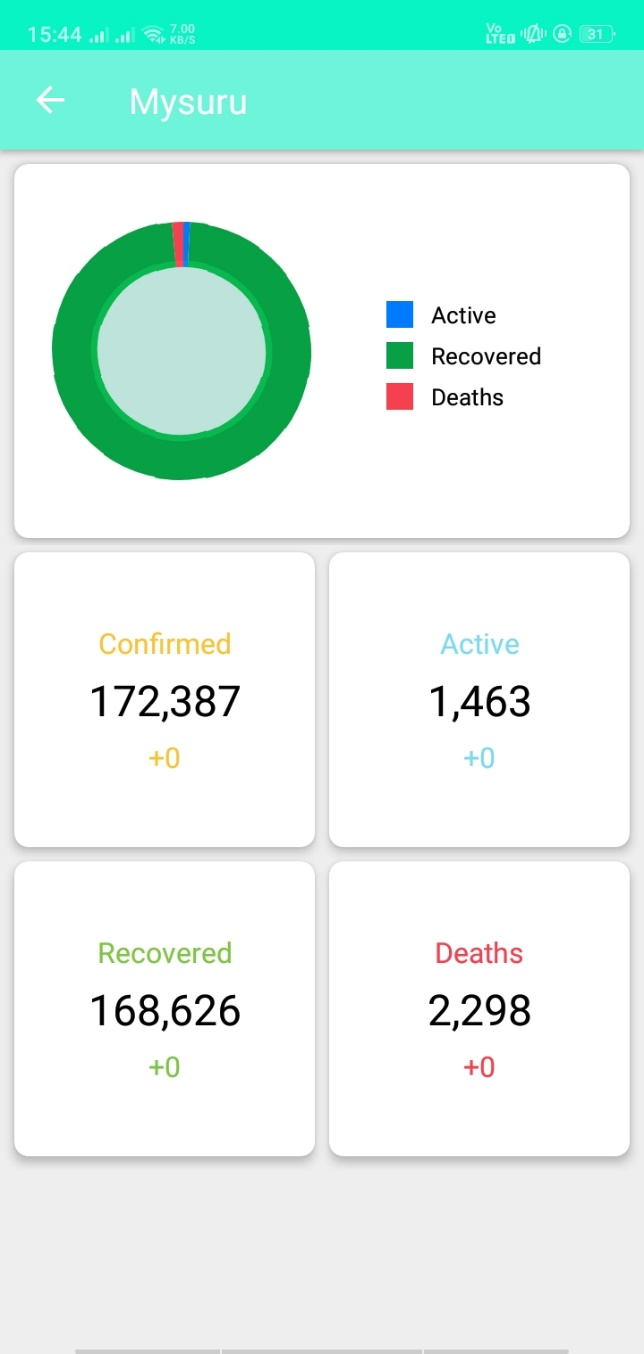 15:44 7.00 KB/S Vo LTE 31
Mysuru
Active
Recovered
Deaths
Confirmed
172,387
+0
Active
1,463
+0
Recovered
168,626
+0
Deaths
2,298
+0